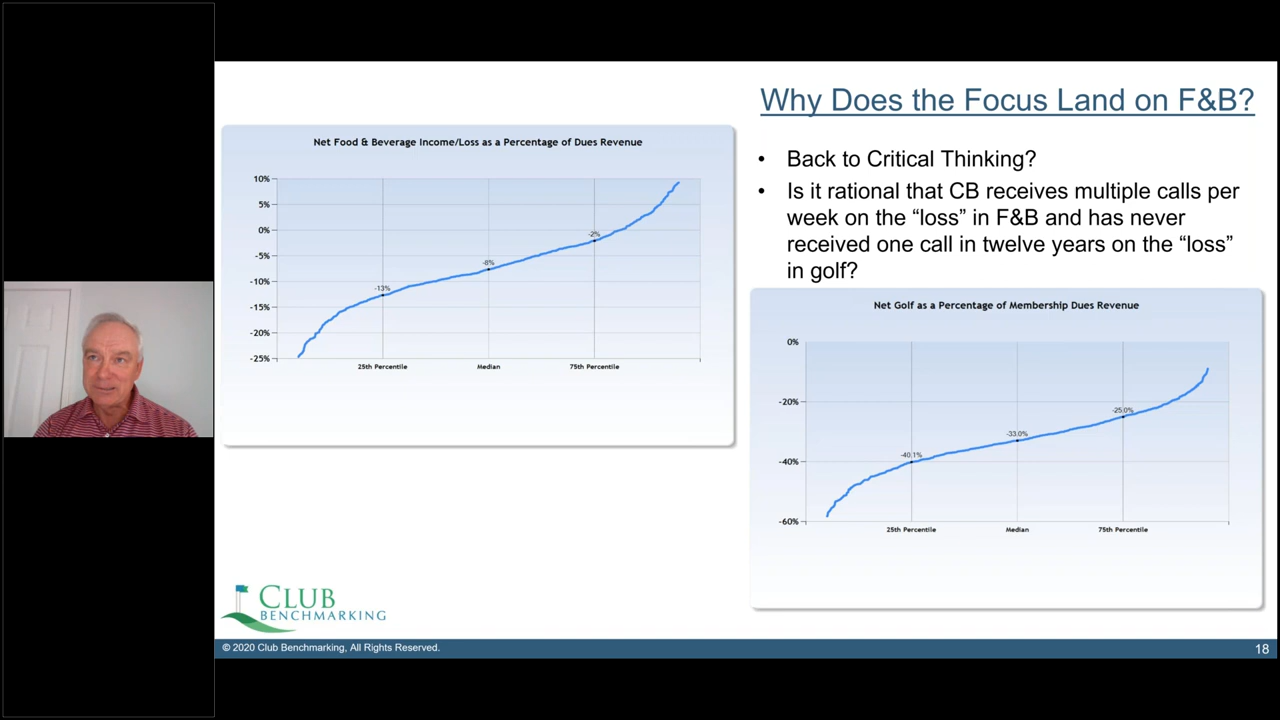 Why Does the Focus Land on F&B?
Net Food & Beverage Income/Loss as a Percentage of Dues Revenue
10%
5%
0%
-5%
-10%
-15%
-20%
-25%
-13%
-8%
-2%
25th Percentile
Median
75th Percentile
• Back to Critical Thinking?
• Is it rational that CB receives multiple calls per
week on the “loss” in F&B and has never
received one call in twelve years on the “loss”
in golf?
Net Golf as a Percentage of Membership Dues Revenue
0%
-20%
-40%
-60%
-40.1%
-33.0%
-25.0%
25th Percentile
Median
75th Percentile
CLUB
BENCHMARKING
© 2020 Club Benchmarking, All Rights Reserved.
18